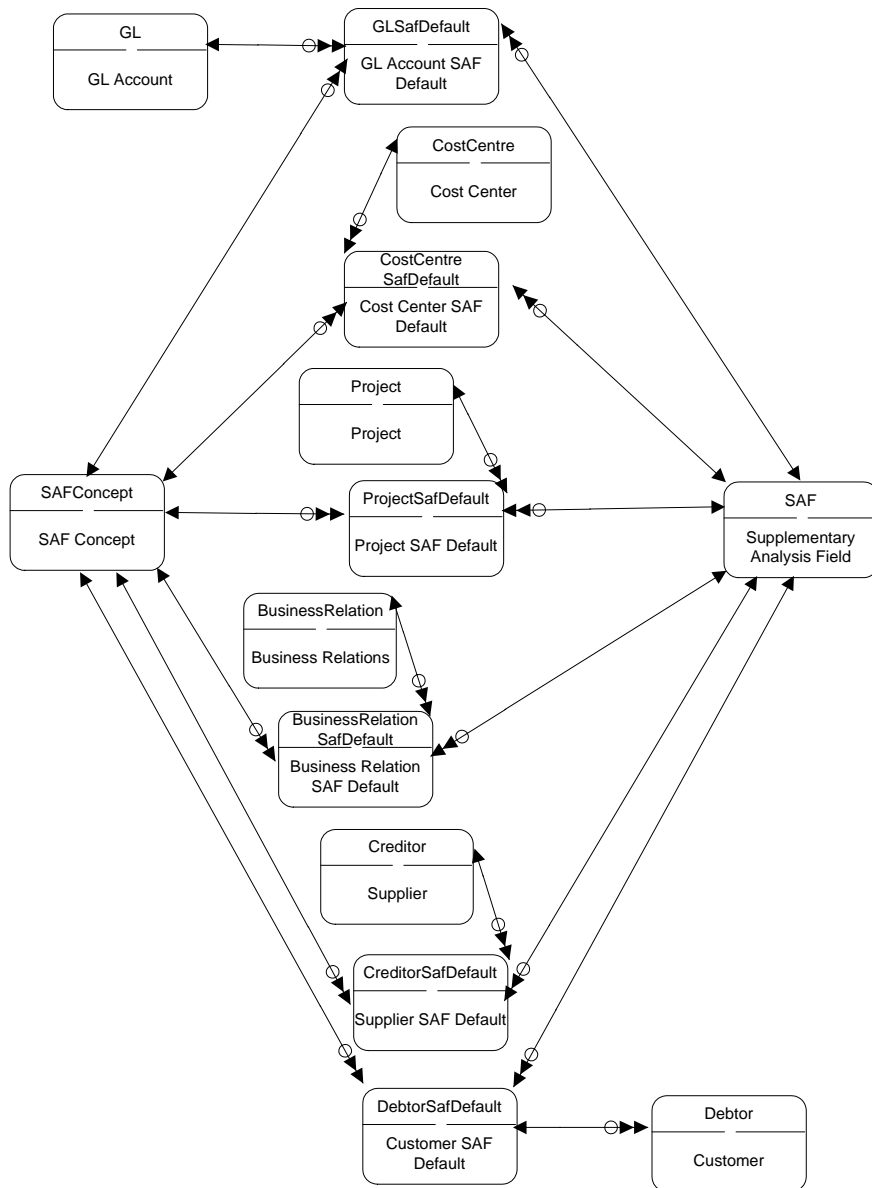 GL
GL Account
GLSafDefault
GL Account SAF
Default
CostCentre
Cost Center
CostCentre
SafDefault
Cost Center SAF
Default
Project
Project
SAFConcept
SAF Concept
ProjectSafDefault
Project SAF Default
SAF
Supplementary
Analysis Field
BusinessRelation
Business Relations
BusinessRelation
SafDefault
Business Relation
SAF Default
Creditor
Supplier
CreditorSafDefault
Supplier SAF Default
DebtorSafDefault
Customer SAF
Default
Debtor
Customer